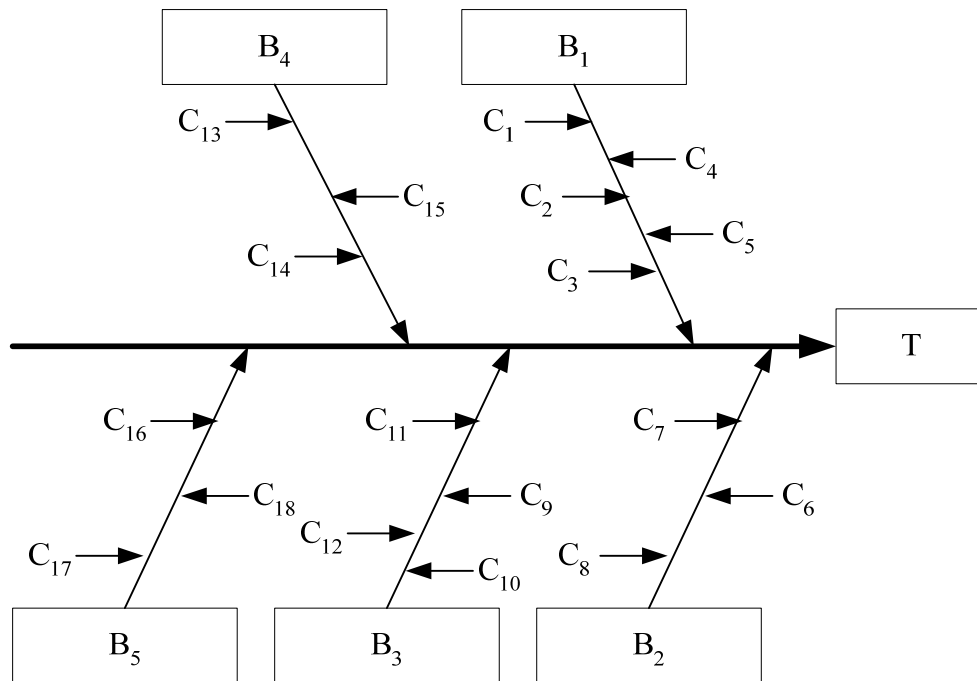 B₄
B₁
C₁₃
C₁
C₄
C₁₅
C₂
C₅
C₁₄
C₃
T
C₁₆
C₁₁
C₇
C₁₈
C₉
C₆
C₁₂
C₁₇
C₁₀
C₈
B₅
B₃
B₂